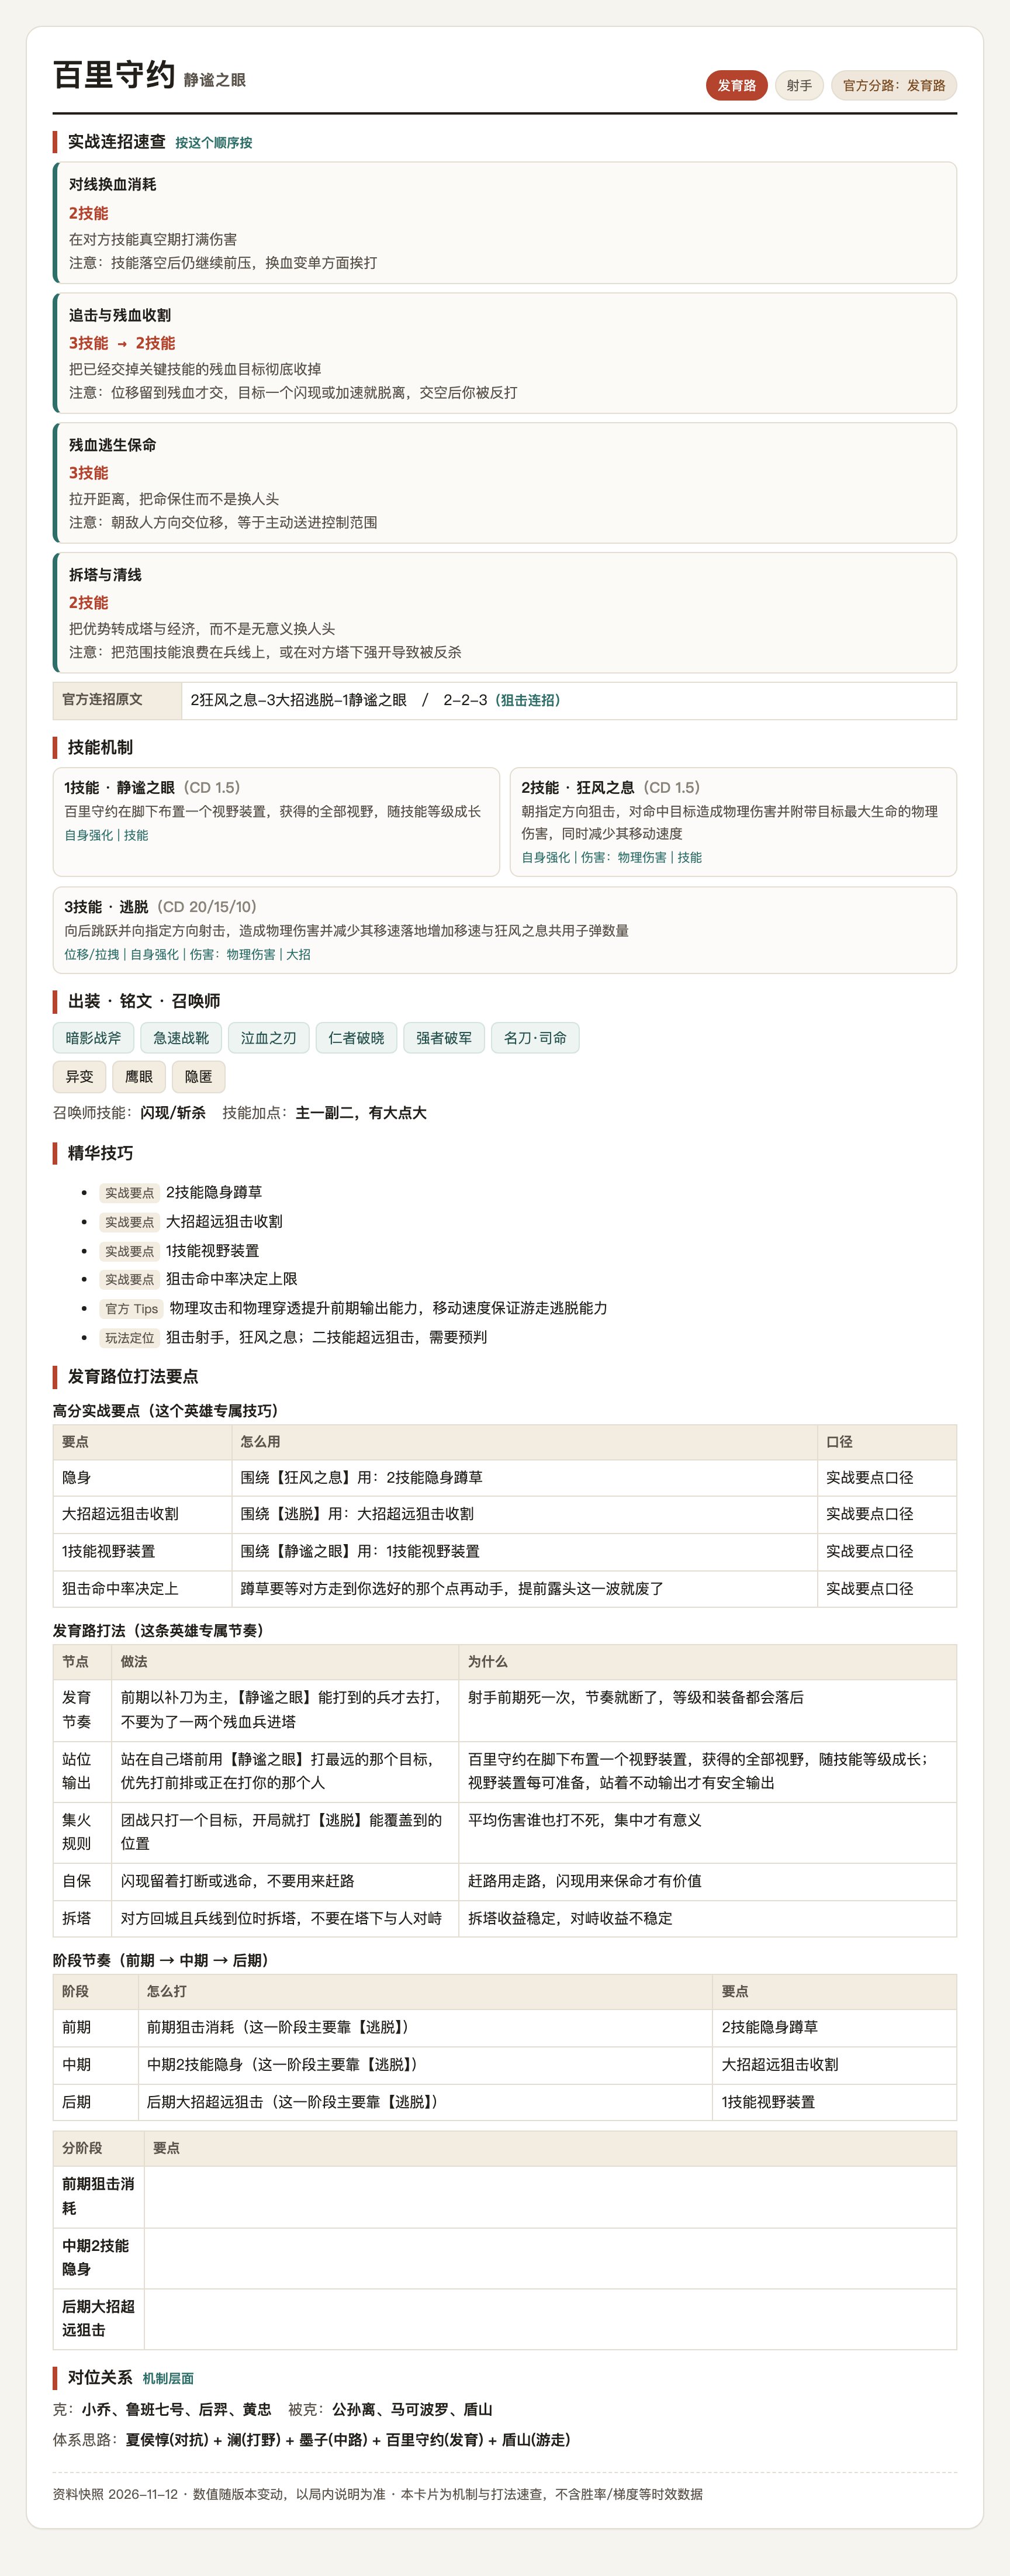 百里守约 静谧之眼
发育路 射手 官方分路：发育路
实战连招速查 按这个顺序按
对线换血消耗
2技能
在对方技能真空期打满伤害
注意：技能落空后仍继续前压，换血变单方面挨打
追击与残血收割
3技能 → 2技能
把已经交掉关键技能的残血目标彻底收掉
注意：位移留到残血才交，目标一个闪现或加速就脱离，交空后你被反打
残血逃生保命
3技能
拉开距离，把命保住而不是换人头
注意：朝敌人方向交位移，等于主动送进控制范围
拆塔与清线
2技能
把优势转成塔与经济，而不是无意义换人头
注意：把范围技能浪费在兵线上，或在对方塔下强开导致被反杀
官方连招原文 2狂风之息-3大招逃脱-1静谧之眼 / 2-2-3（狙击连招）
技能机制
1技能 · 静谧之眼（CD 1.5）
百里守约在脚下布置一个视野装置，获得的全部视野，随技能等级成长
自身强化 | 技能
2技能 · 狂风之息（CD 1.5）
朝指定方向狙击，对命中目标造成物理伤害并附带目标最大生命的物理
伤害，同时减少其移动速度
自身强化 | 伤害：物理伤害 | 技能
3技能 · 逃脱（CD 20/15/10）
向后跳跃并向指定方向射击，造成物理伤害并减少其移速落地增加移速与狂风之息共用子弹数量
位移/拉拽 | 自身强化 | 伤害：物理伤害 | 大招
出装 · 铭文 · 召唤师
暗影战斧 急速战靴 泣血之刃 仁者破晓 强者破军 名刀·司命
异变 鹰眼 隐匿
召唤师技能：闪现/斩杀 技能加点：主一副二，有大点大
精华技巧
• 实战要点 2技能隐身蹲草
• 实战要点 大招超远狙击收割
• 实战要点 1技能视野装置
• 实战要点 狙击命中率决定上限
• 官方 Tips 物理攻击和物理穿透提升前期输出能力，移动速度保证游走逃脱能力
• 玩法定位 狙击射手，狂风之息；二技能超远狙击，需要预判
发育路位打法要点
高分实战要点（这个英雄专属技巧）
要点 怎么用 口径
隐身 围绕【狂风之息】用：2技能隐身蹲草 实战要点口径
大招超远狙击收割 围绕【逃脱】用：大招超远狙击收割 实战要点口径
1技能视野装置 围绕【静谧之眼】用：1技能视野装置 实战要点口径
狙击命中率决定上 蹲草要等对方走到你选好的那个点再动手，提前露头这一波就废了 实战要点口径
发育路打法（这条英雄专属节奏）
节点 做法 为什么
发育
节奏
前期以补刀为主，【静谧之眼】能打到的兵才去打，
不要为了一两个残血兵进塔
射手前期死一次，节奏就断了，等级和装备都会落后
站位
输出
站在自己塔前用【静谧之眼】打最远的那个目标，
优先打前排或正在打你的那个人
百里守约在脚下布置一个视野装置，获得的全部视野，随技能等级成长；
视野装置每可准备，站着不动输出才有安全输出
集火
规则
团战只打一个目标，开局就打【逃脱】能覆盖到的
位置
平均伤害谁也打不死，集中才有意义
自保 闪现留着打断或逃命，不要用来赶路 赶路用走路，闪现用来保命才有价值
拆塔 对方回城且兵线到位时拆塔，不要在塔下与人对峙 拆塔收益稳定，对峙收益不稳定
阶段节奏（前期 → 中期 → 后期）
阶段 怎么打 要点
前期 前期狙击消耗（这一阶段主要靠【逃脱】） 2技能隐身蹲草
中期 中期2技能隐身（这一阶段主要靠【逃脱】） 大招超远狙击收割
后期 后期大招超远狙击（这一阶段主要靠【逃脱】） 1技能视野装置
分阶段 要点
前期狙击消
耗
中期2技能
隐身
后期大招超
远狙击
对位关系 机制层面
克：小乔、鲁班七号、后羿、黄忠 被克：公孙离、马可波罗、盾山
体系思路：夏侯惇(对抗) + 澜(打野) + 墨子(中路) + 百里守约(发育) + 盾山(游走)
资料快照 2026-11-12 · 数值随版本变动，以局内说明为准 · 本卡片为机制与打法速查，不含胜率/梯度等时效数据